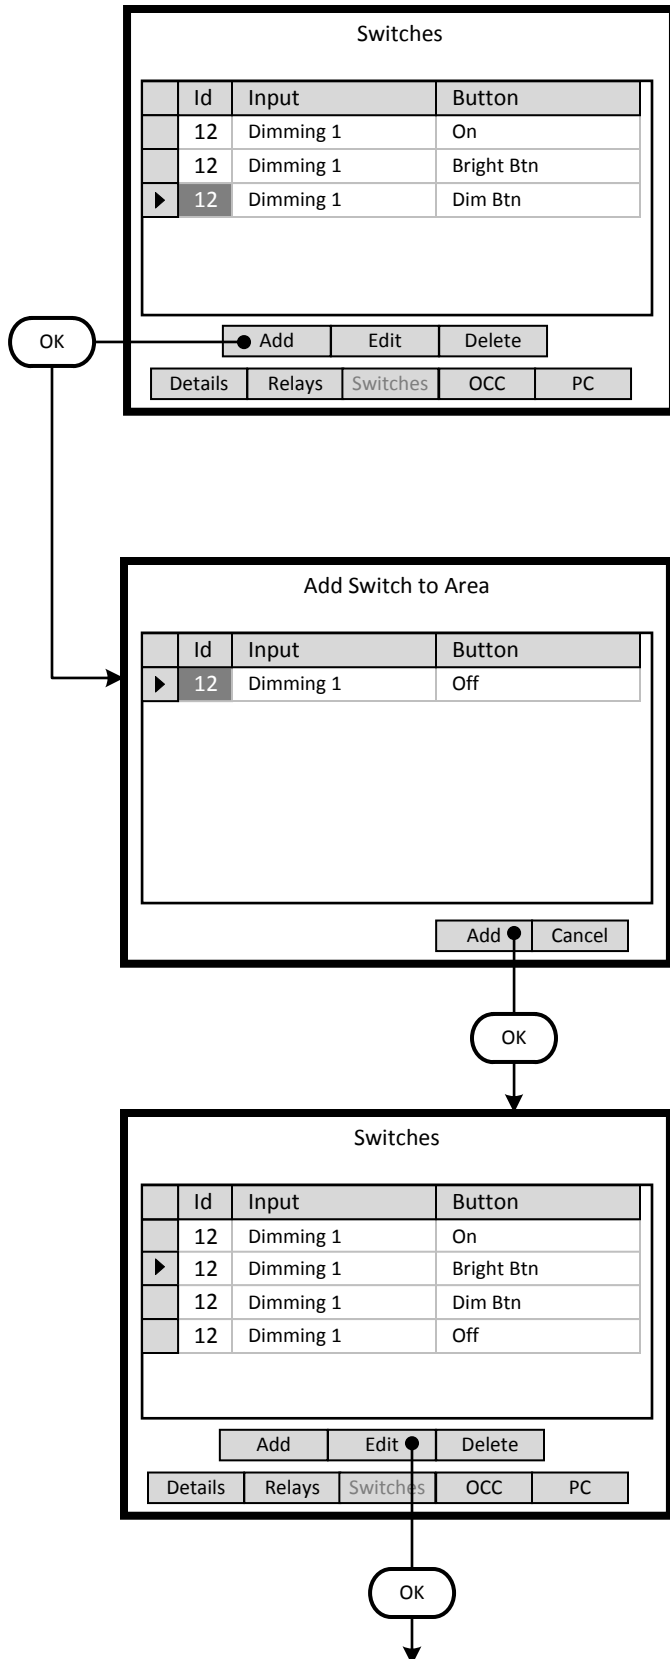 Switches
Id Input Button
12 Dimming 1 On
12 Dimming 1 Bright Btn
12 Dimming 1 Dim Btn
OK
Add Edit Delete
Details Relays Switches OCC PC
Add Switch to Area
Id Input Button
12 Dimming 1 Off
Add Cancel
OK
Switches
Id Input Button
12 Dimming 1 On
12 Dimming 1 Bright Btn
12 Dimming 1 Dim Btn
12 Dimming 1 Off
Add Edit Delete
Details Relays Switches OCC PC
OK